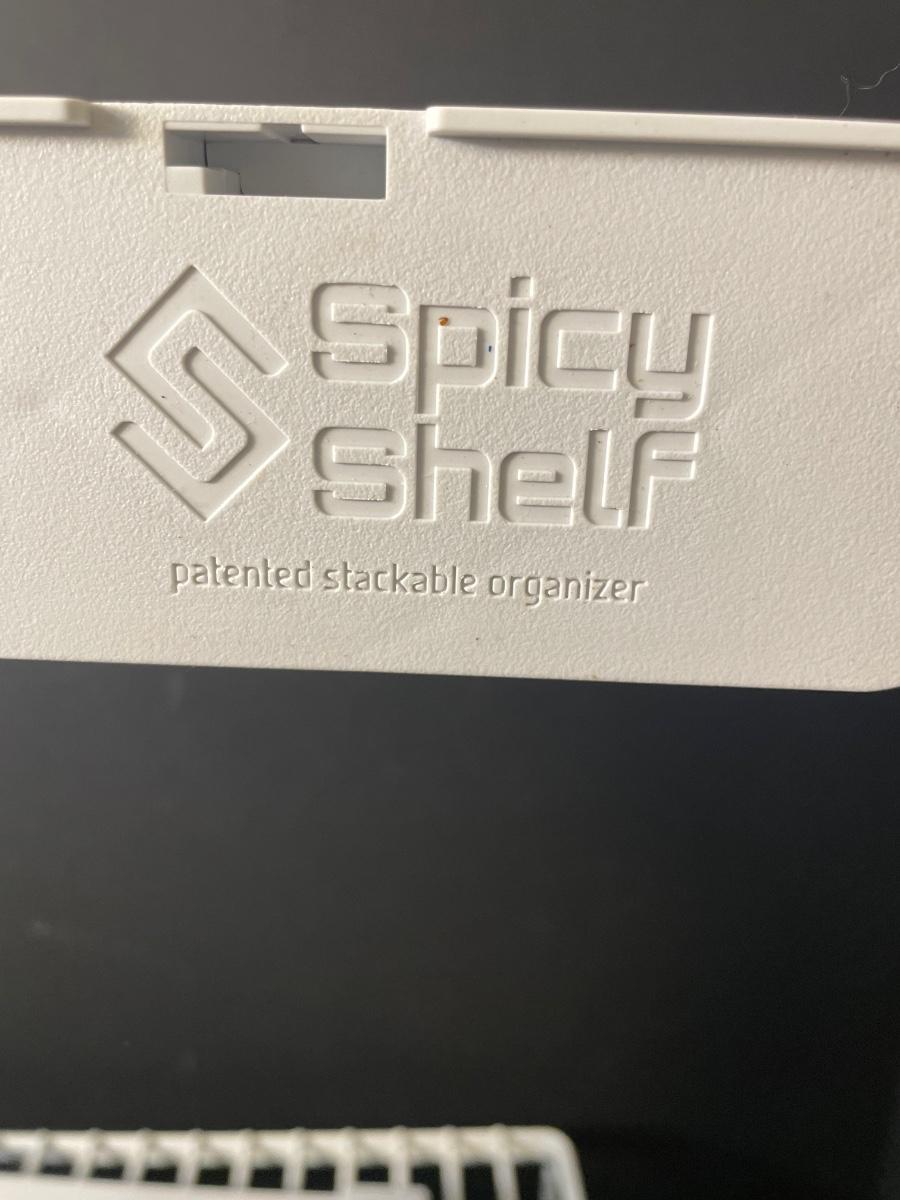 Spicy
Shelf
patented stackable organizer